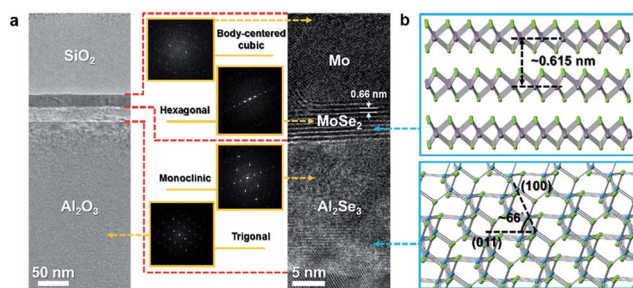 a
SiO2
Al2O3
50 nm
Body-centered
cubic
Hexagonal
Monoclinic
Trigonal
Mo
0.66 nm
MoSe2
Al2Se3
5 nm
b
~0.615 nm
(100)
~66°
(011)